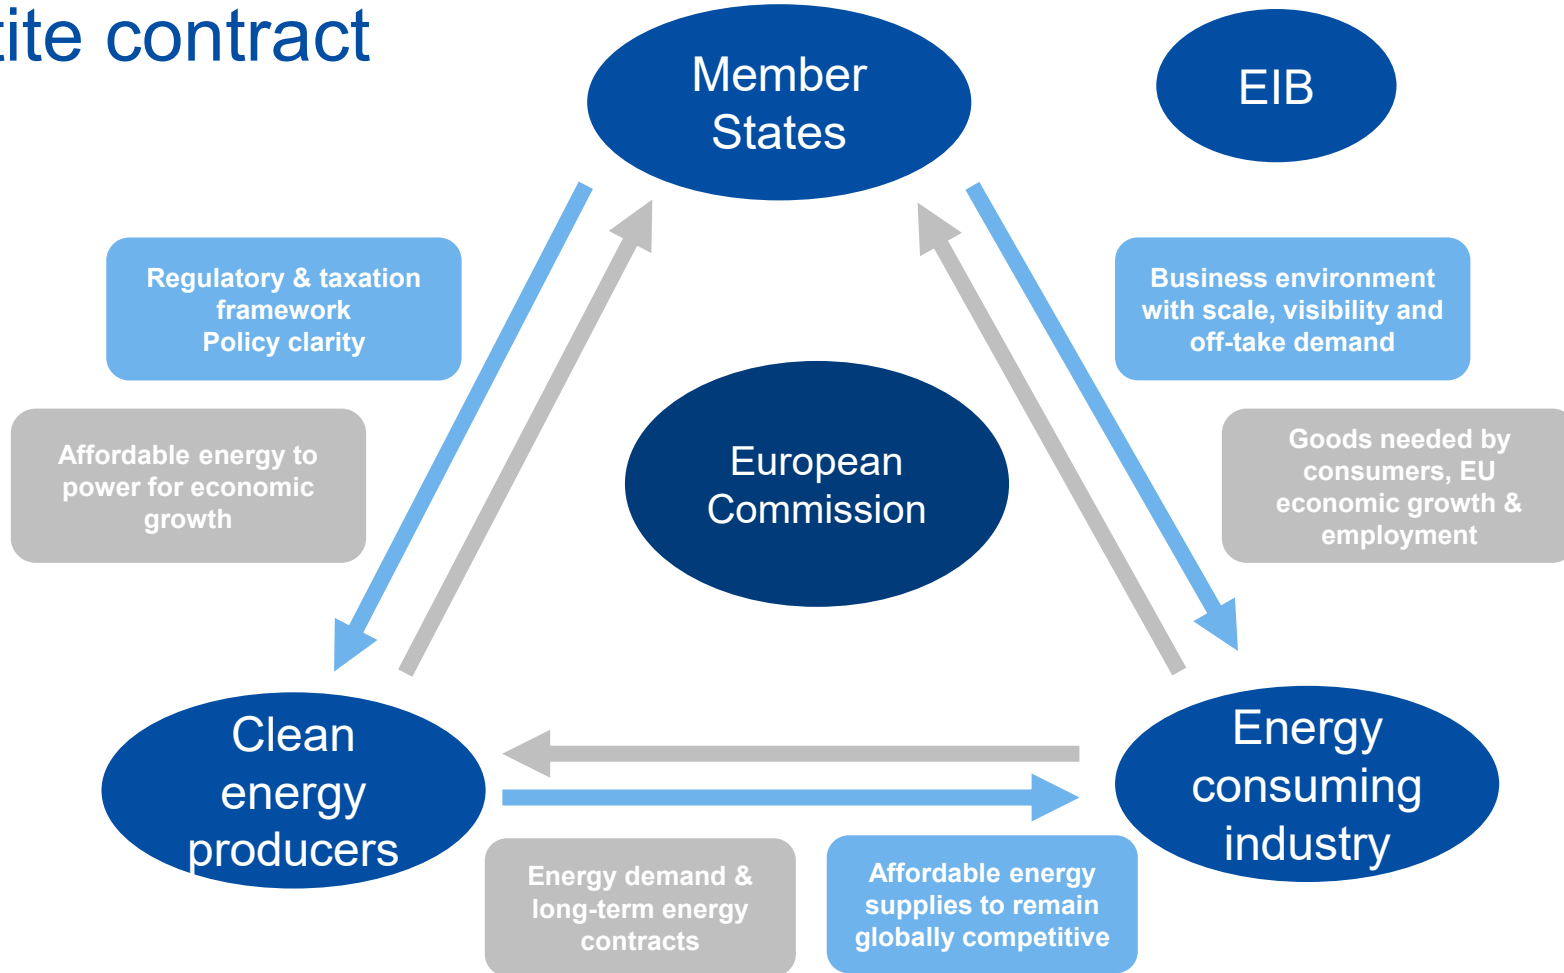 tite contract
Member
States
EIB
Regulatory & taxation
framework
Policy clarity
Business environment
with scale, visibility and
off-take demand
Affordable energy to
power for economic
growth
European
Commission
Goods needed by
consumers, EU
economic growth &
employment
Clean
energy
producers
Energy
consuming
industry
Energy demand &
long-term energy
contracts
Affordable energy
supplies to remain
globally competitive